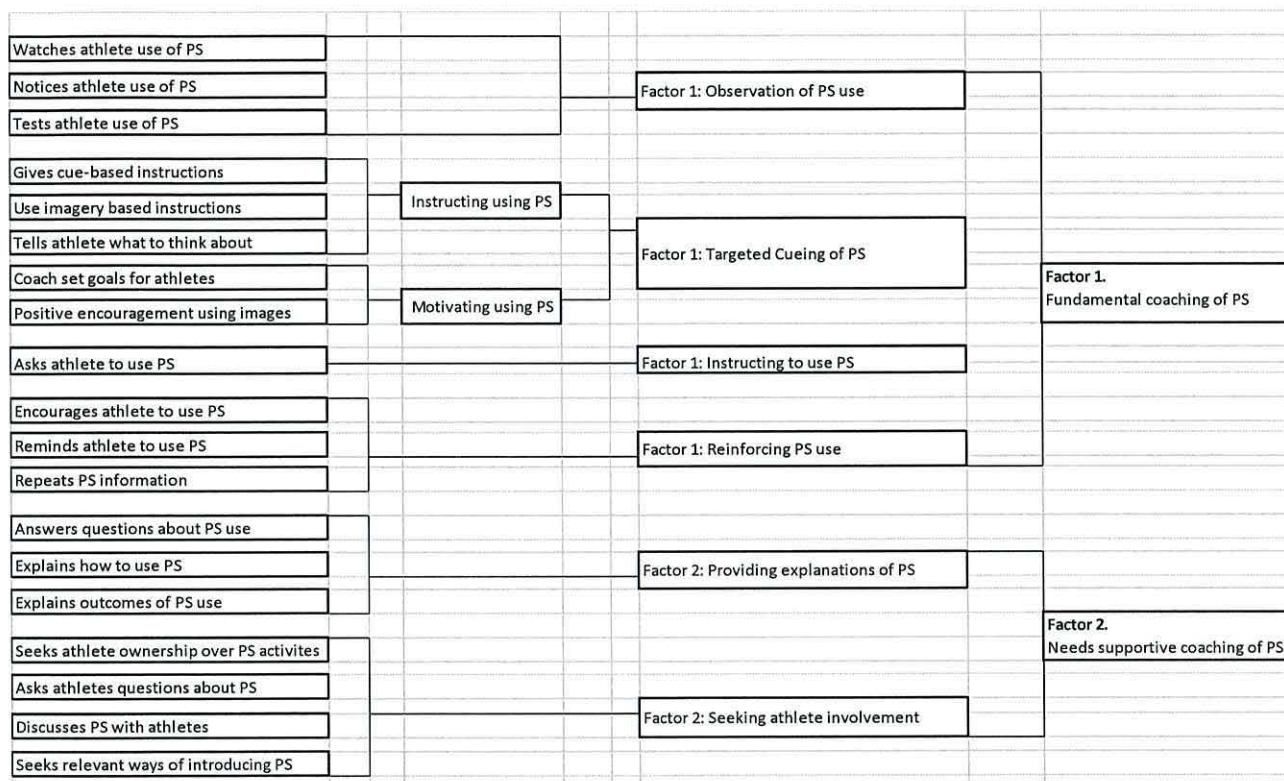 Watches athlete use of PS
Notices athlete use of PS
Tests athlete use of PS
Gives cue-based instructions
Use imagery based instructions
Tells athlete what to think about
Coach set goals for athletes
Positive encouragement using images
Asks athlete to use PS
Encourages athlete to use PS
Reminds athlete to use PS
Repeats PS information
Answers questions about PS use
Explains how to use PS
Explains outcomes of PS use
Seeks athlete ownership over PS activites
Asks athletes questions about PS
Discusses PS with athletes
Seeks relevant ways of introducing PS
Instructing using PS
Motivating using PS
Factor 1: Observation of PS use
Factor 1: Targeted Cueing of PS
Factor 1: Instructing to use PS
Factor 1: Reinforcing PS use
Factor 2: Providing explanations of PS
Factor 2: Seeking athlete involvement
Factor 1.
Fundamental coaching of PS
Factor 2.
Needs supportive coaching of PS